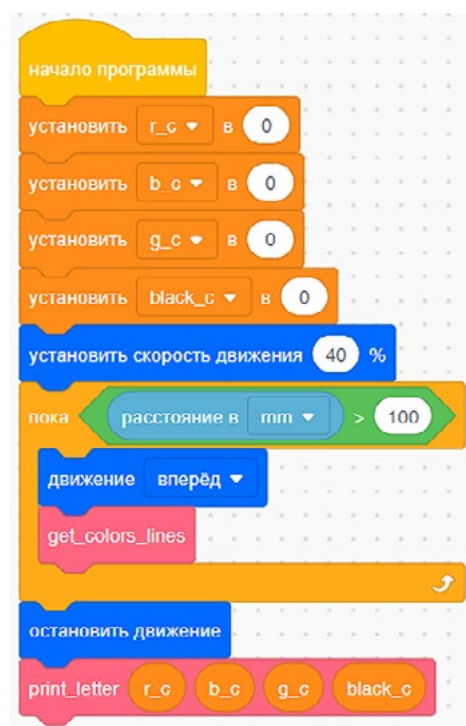 начало программы
установить r_c в 0
установить b_c в 0
установить g_c в 0
установить black_c в 0
установить скорость движения 40 %
пока расстояние в mm > 100
движение вперёд
get_colors_lines
остановить движение
print_letter r_c b_c g_c black_c